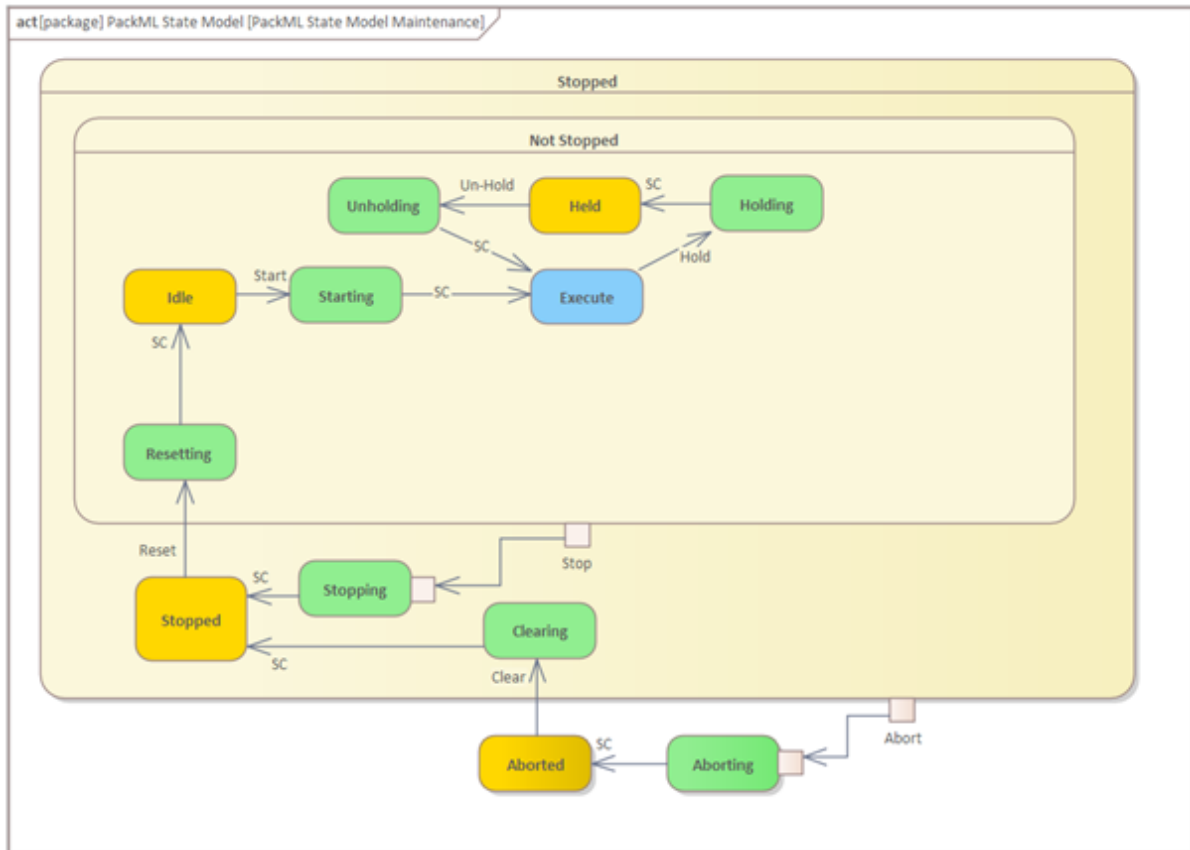 act [package] PackML State Model [PackML State Model Maintenance]
Stopped
Not Stopped
Unholding
Un-Hold
Held
SC
Holding
SC
Hold
Idle
Start
Starting
SC
Execute
SC
Resetting
Reset
Stop
SC
Stopping
Stopped
Clearing
SC
Clear
Abort
SC
Aborted
Aborting